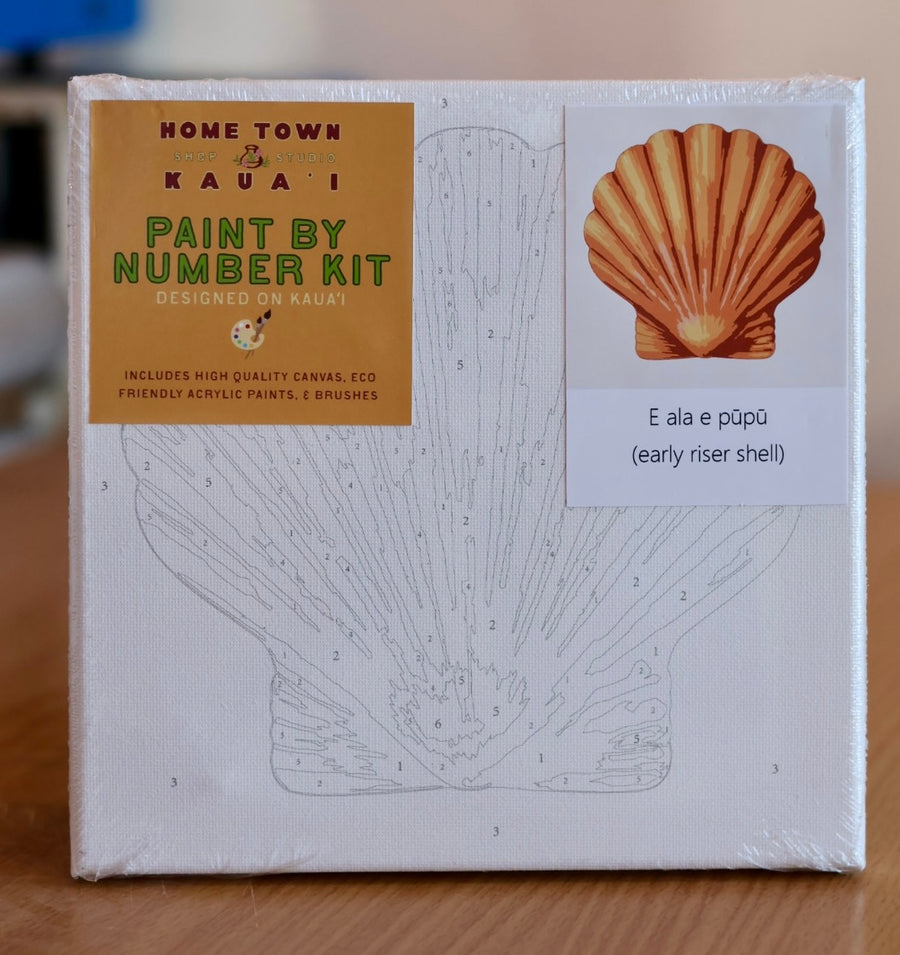 HOME TOWN
SHOP STUDIO
KAUA'I
PAINT BY
NUMBER KIT
DESIGNED ON KAUA'I
INCLUDES HIGH QUALITY CANVAS, ECO
FRIENDLY ACRYLIC PAINTS, & BRUSHES
E ala e pūpū
(early riser shell)